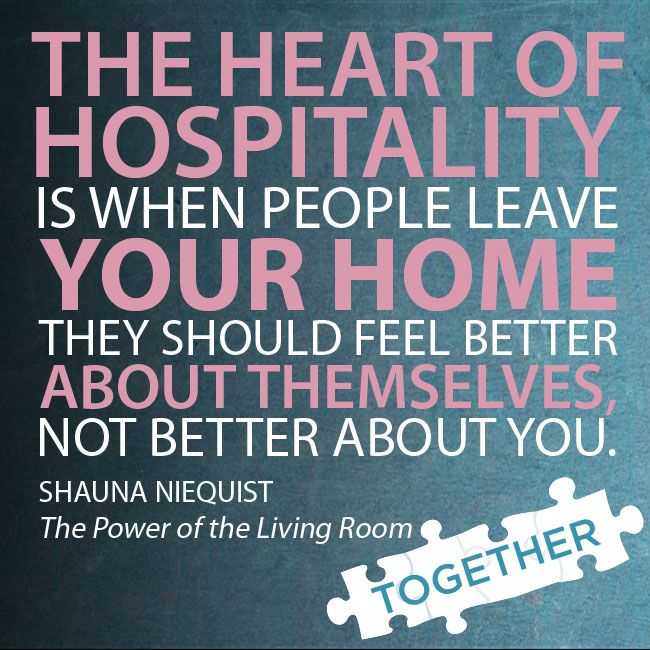 THE HEART OF
HOSPITALITY
IS WHEN PEOPLE LEAVE
YOUR HOME
THEY SHOULD FEEL BETTER
ABOUT THEMSELVES,
NOT BETTER ABOUT YOU.
SHAUNA NIEQUIST
The Power of the Living Room
TOGETHER